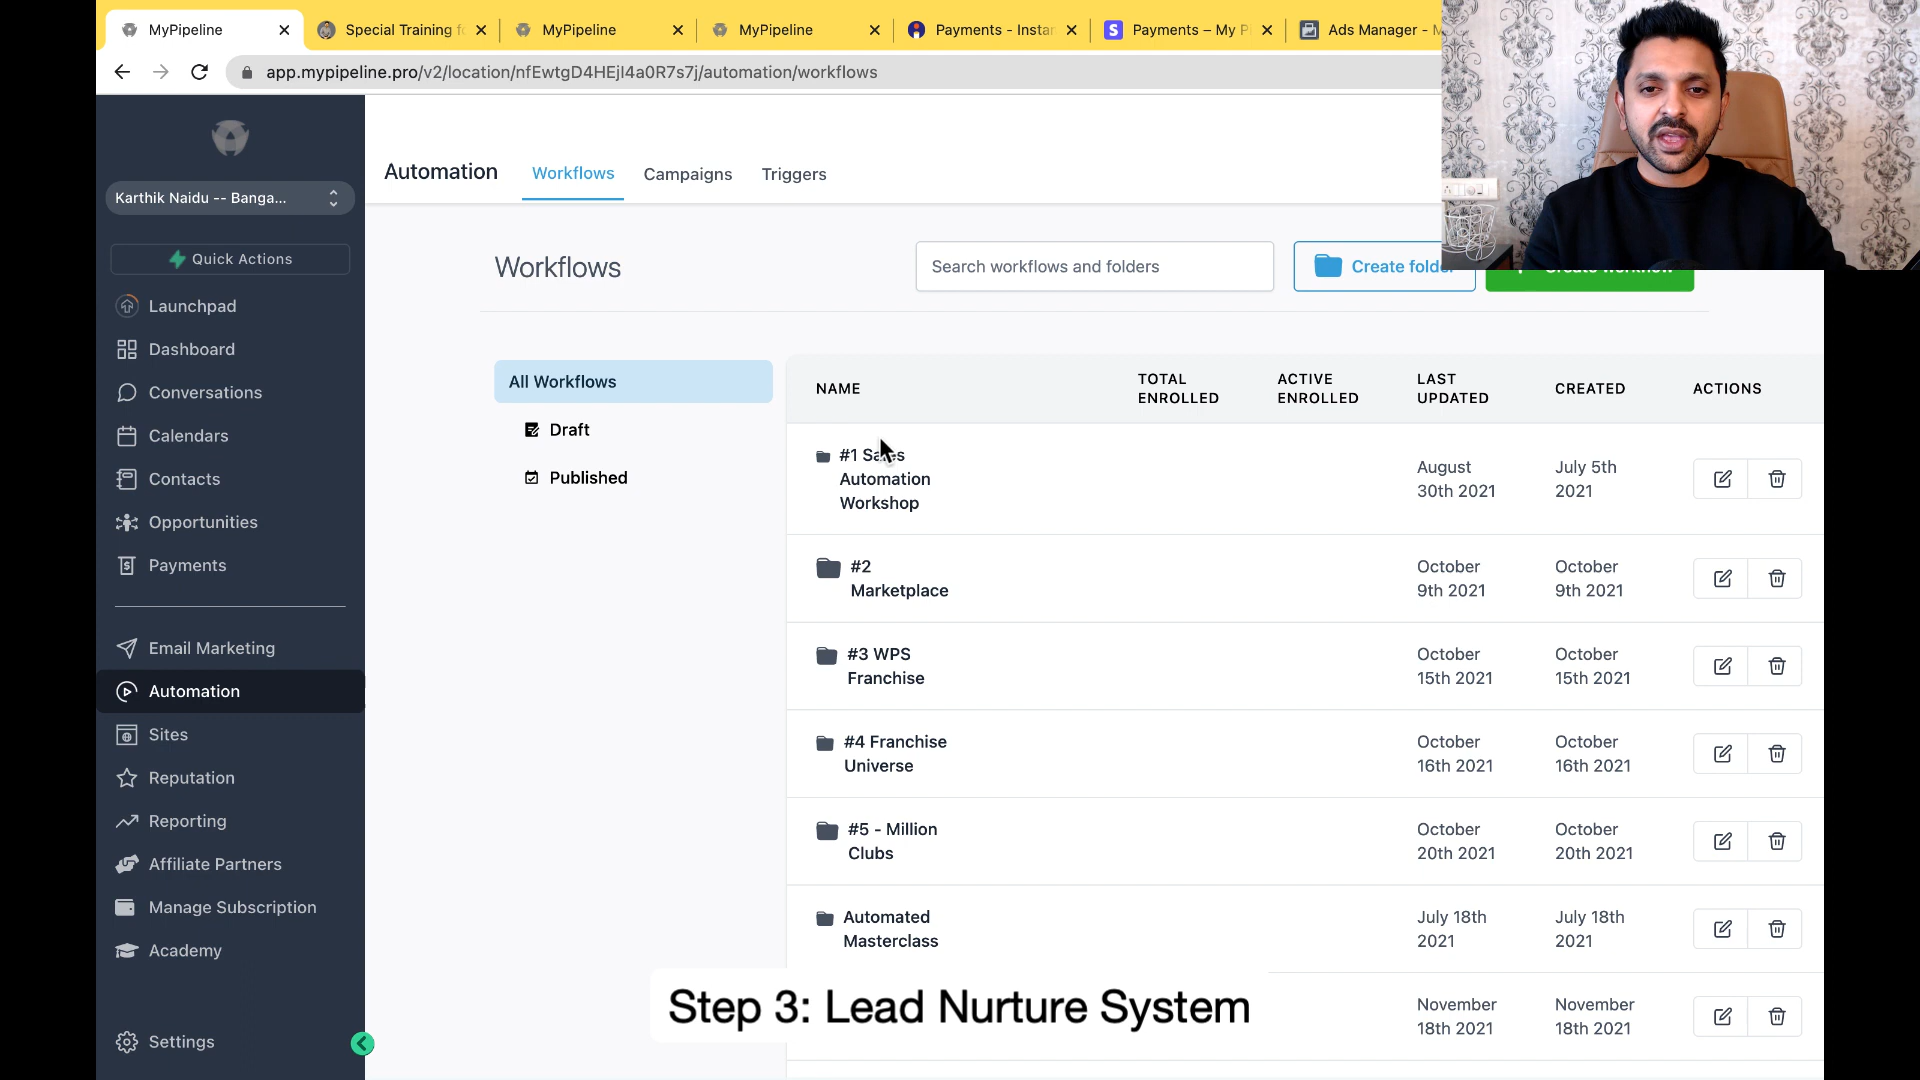 MyPipeline
Special Training fo
MyPipeline
MyPipeline
Payments - Instan
Payments – My P
Ads Manager - M
app.mypipeline.pro/v2/location/nfEwtgD4HEjI4a0R7s7j/automation/workflows
Karthik Naidu -- Banga...
Quick Actions
Launchpad
Dashboard
Conversations
Calendars
Contacts
Opportunities
Payments
Email Marketing
Automation
Sites
Reputation
Reporting
Affiliate Partners
Manage Subscription
Academy
Settings
Automation
Workflows
Campaigns
Triggers
Workflows
Search workflows and folders
Create folder
Create workflow
All Workflows
Draft
Published
NAME
TOTAL
ENROLLED
ACTIVE
ENROLLED
LAST
UPDATED
CREATED
ACTIONS
#1 Sales
Automation
Workshop
August
30th 2021
July 5th
2021
#2
Marketplace
October
9th 2021
October
9th 2021
#3 WPS
Franchise
October
15th 2021
October
15th 2021
#4 Franchise
Universe
October
16th 2021
October
16th 2021
#5 - Million
Clubs
October
20th 2021
October
20th 2021
Automated
Masterclass
July 18th
2021
July 18th
2021
November
18th 2021
November
18th 2021
Step 3: Lead Nurture System